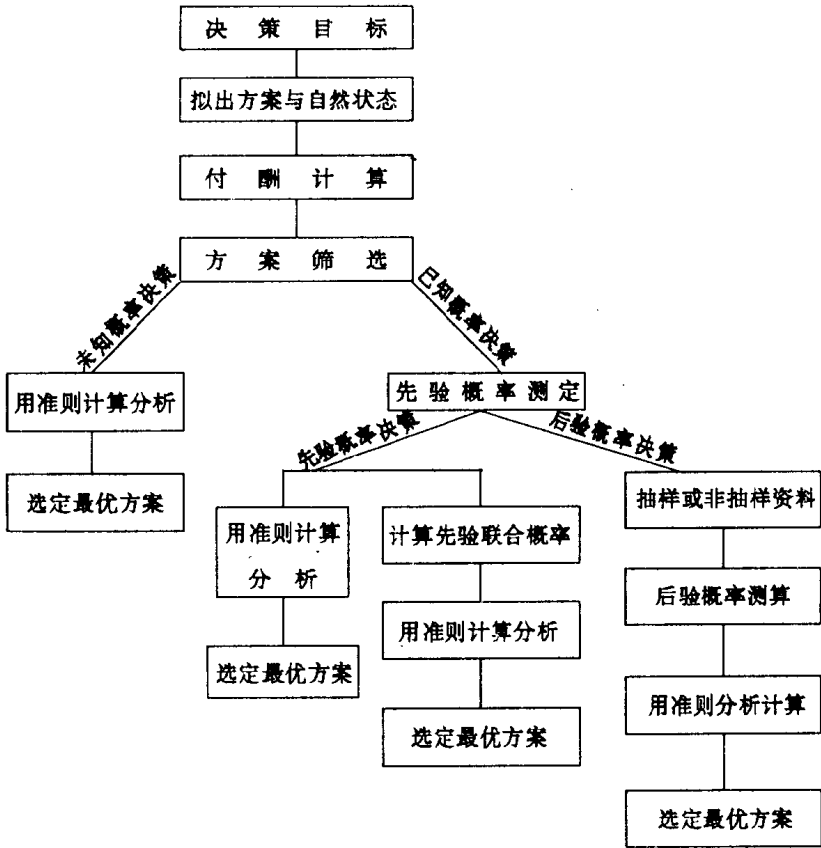 决策目标
拟出方案与自然状态
付酬计算
方案筛选
未知概率决策
已知概率决策
用准则计算分析
选定最优方案
先验概率测定
先验概率决策
后验概率决策
用准则计算
分析
选定最优方案
计算先验联合概率
用准则计算分析
选定最优方案
抽样或非抽样资料
后验概率测算
用准则分析计算
选定最优方案